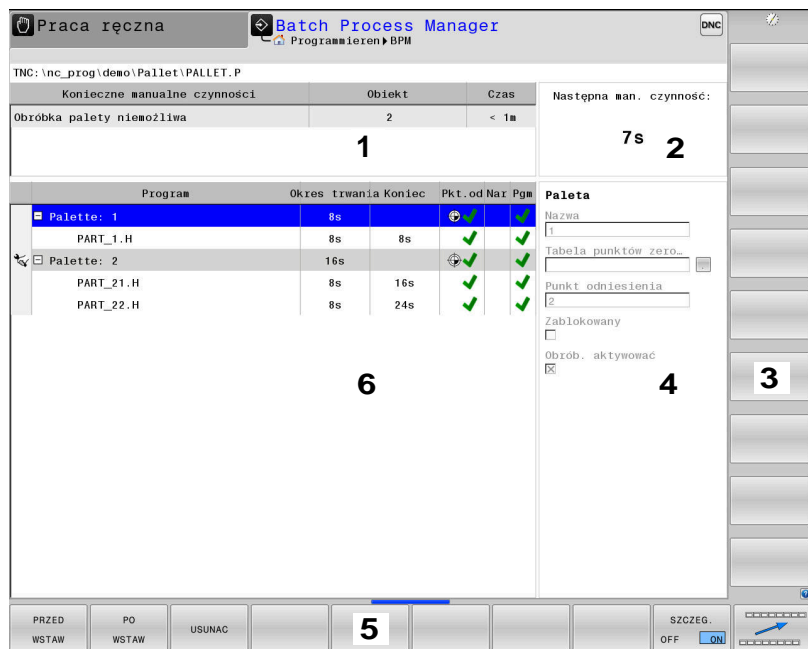 Praca ręczna
Batch Process Manager
DNC
Programmieren▶BPM
TNC:\nc_prog\demo\Pallet\PALLET.P
Konieczne manualne czynności Obiekt Czas
Następna man. czynność:
Obróbka palety niemożliwa 2 < 1m
7s
1
2
Program Okres trwania Koniec Pkt.od Nar Pgm
Paleta
Palette: 1 8s
Nazwa
1
PART_1.H 8s 8s
Tabela punktów zero…
Palette: 2 16s
PART_21.H 8s 16s
Punkt odniesienia
2
PART_22.H 8s 24s
Zablokowany
Obrób. aktywować
6
4
3
PRZED WSTAW
PO WSTAW
USUNAC
5
SZCZEG.
OFF ON